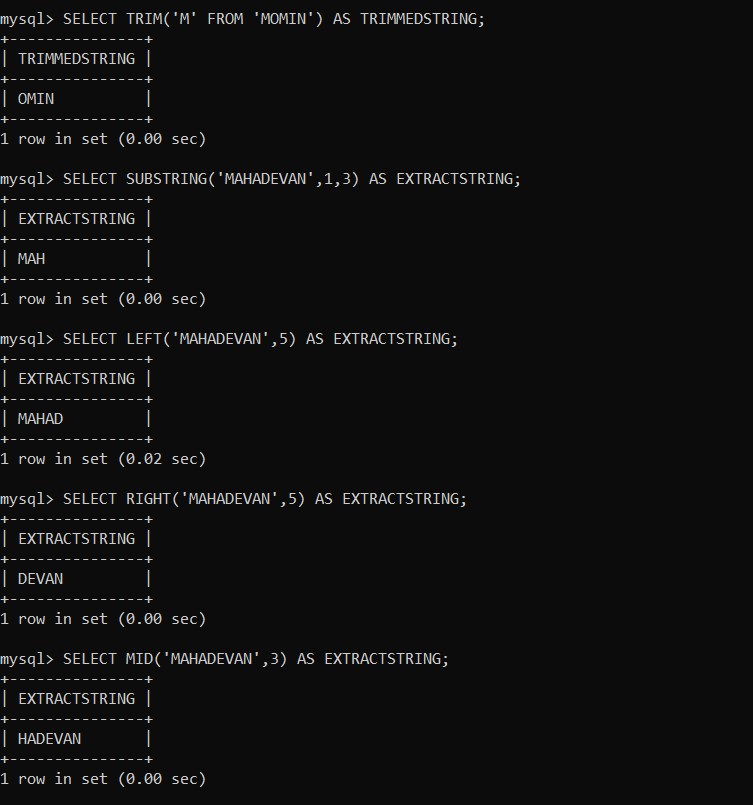 mysql> SELECT TRIM('M' FROM 'MOMIN') AS TRIMMEDSTRING;
+---------------+
| TRIMMEDSTRING |
+---------------+
| OMIN          |
+---------------+
1 row in set (0.00 sec)

mysql> SELECT SUBSTRING('MAHADEVAN',1,3) AS EXTRACTSTRING;
+---------------+
| EXTRACTSTRING |
+---------------+
| MAH           |
+---------------+
1 row in set (0.00 sec)

mysql> SELECT LEFT('MAHADEVAN',5) AS EXTRACTSTRING;
+---------------+
| EXTRACTSTRING |
+---------------+
| MAHAD         |
+---------------+
1 row in set (0.02 sec)

mysql> SELECT RIGHT('MAHADEVAN',5) AS EXTRACTSTRING;
+---------------+
| EXTRACTSTRING |
+---------------+
| DEVAN         |
+---------------+
1 row in set (0.00 sec)

mysql> SELECT MID('MAHADEVAN',3) AS EXTRACTSTRING;
+---------------+
| EXTRACTSTRING |
+---------------+
| HADEVAN       |
+---------------+
1 row in set (0.00 sec)